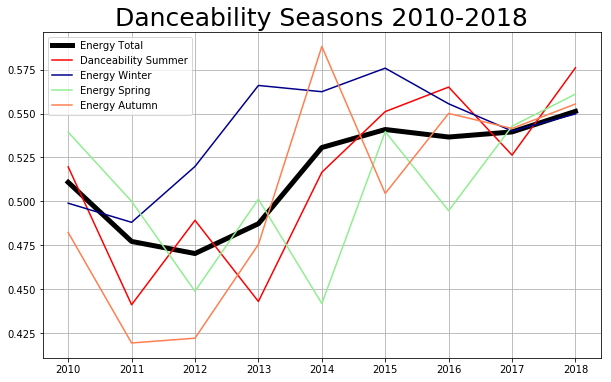 Danceability Seasons 2010-2018
Energy Total
Danceability Summer
Energy Winter
Energy Spring
Energy Autumn
0.575
0.550
0.525
0.500
0.475
0.450
0.425
2010 2011 2012 2013 2014 2015 2016 2017 2018